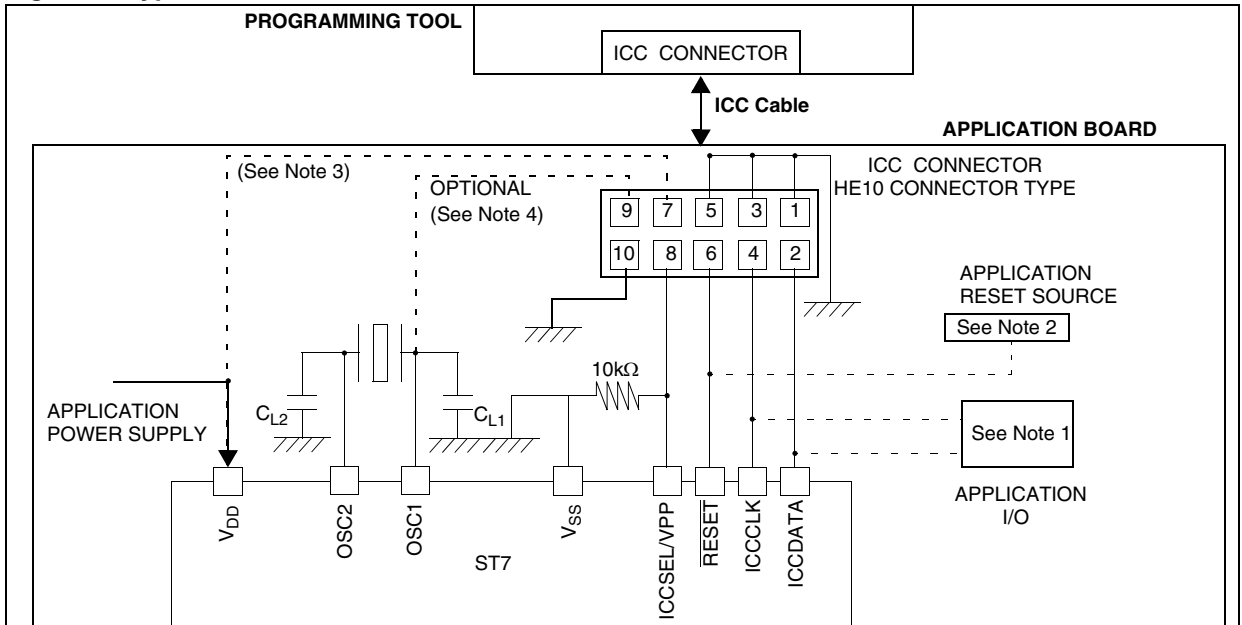 PROGRAMMING TOOL
ICC CONNECTOR
ICC Cable
APPLICATION BOARD
(See Note 3)
OPTIONAL
(See Note 4)
ICC CONNECTOR
HE10 CONNECTOR TYPE
9 7 5 3 1
10 8 6 4 2
APPLICATION
RESET SOURCE
See Note 2
10kΩ
APPLICATION
POWER SUPPLY
CL2
CL1
See Note 1
APPLICATION
I/O
VDD
OSC2
OSC1
VSS
ICCSEL/VPP
RESET
ICCCLK
ICCDATA
ST7